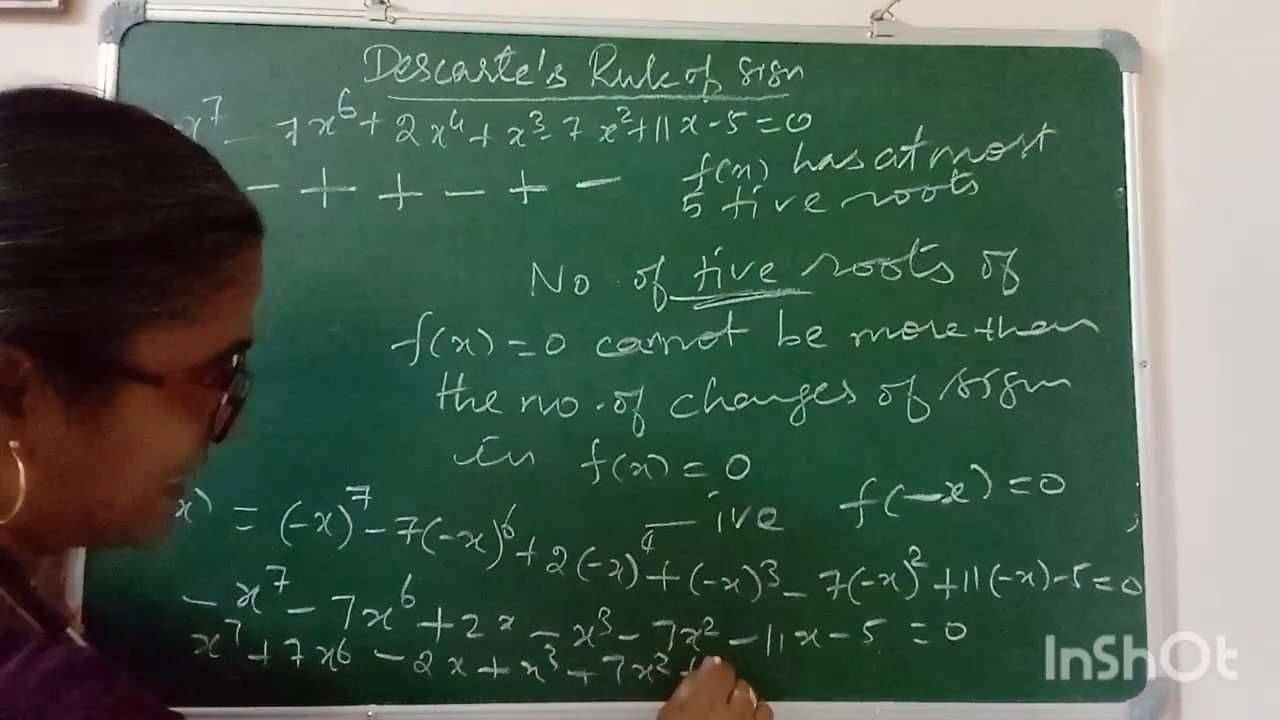 Descarte's Rule of sign
x⁷ - 7x⁶ + 2x⁴ + x³ - 7x² + 11x - 5 = 0
- + + - + -
f(x) has at most
5 +ive roots
No of +ive roots of
f(x) = 0 cannot be more than
the no. of changes of sign
in f(x) = 0
-ive f(-x) = 0
x) = (-x)⁷ - 7(-x)⁶ + 2(-x)⁴ + (-x)³ - 7(-x)² + 11(-x) - 5 = 0
- x⁷ - 7x⁶ + 2x - x³ - 7x² - 11x - 5 = 0
x⁷ + 7x⁶ - 2x + x³ + 7x² +
InShOt